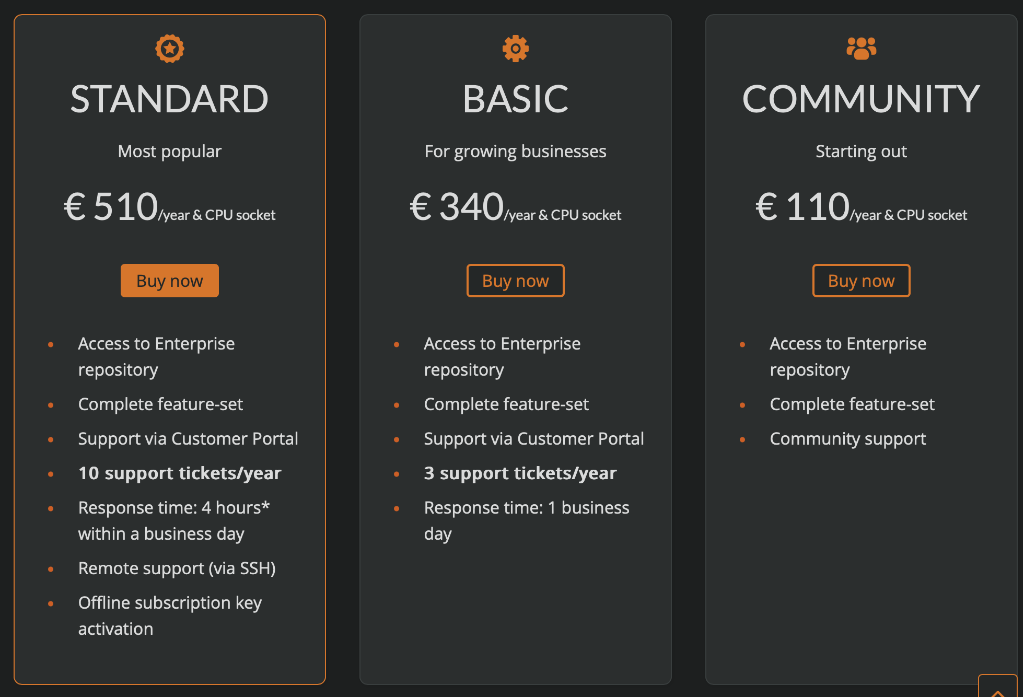 STANDARD
Most popular
€ 510/year & CPU socket
Buy now
Access to Enterprise
repository
Complete feature-set
Support via Customer Portal
10 support tickets/year
Response time: 4 hours*
within a business day
Remote support (via SSH)
Offline subscription key
activation
BASIC
For growing businesses
€ 340/year & CPU socket
Buy now
Access to Enterprise
repository
Complete feature-set
Support via Customer Portal
3 support tickets/year
Response time: 1 business
day
COMMUNITY
Starting out
€ 110/year & CPU socket
Buy now
Access to Enterprise
repository
Complete feature-set
Community support